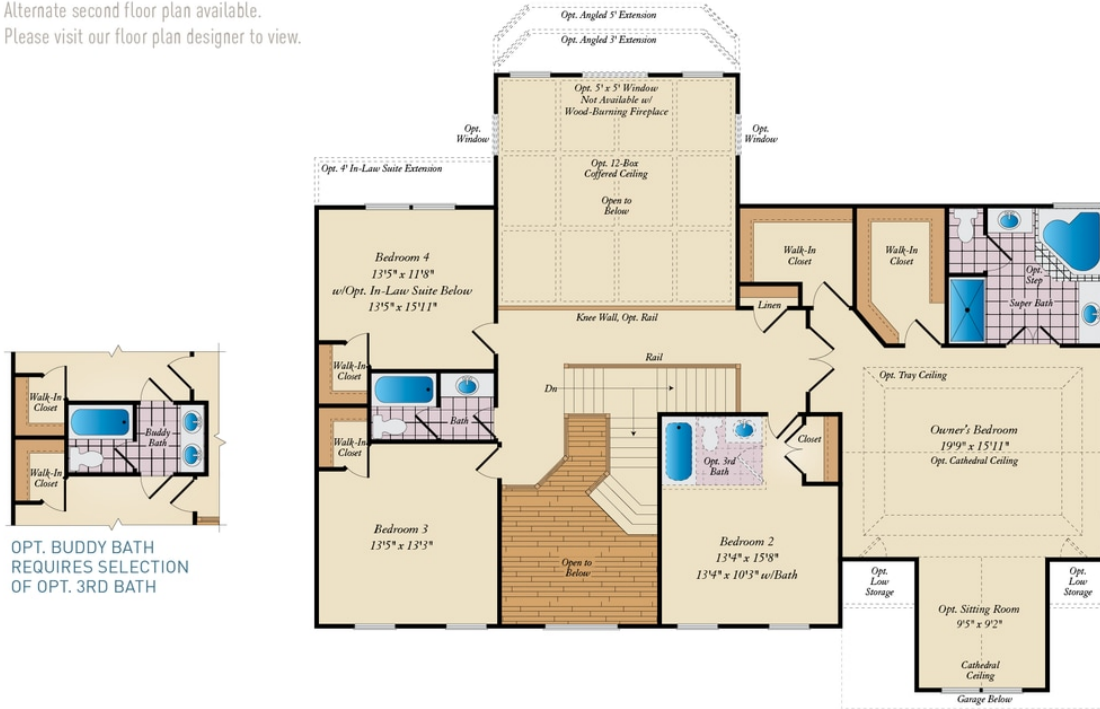 Alternate second floor plan available.
Please visit our floor plan designer to view.
Opt. Angled 5' Extension
Opt. Angled 3' Extension
Opt. 5' x 5' Window
Not Available w/
Wood-Burning Fireplace
Opt.
Window
Opt.
Window
Opt. 12-Box
Coffered Ceiling
Open to
Below
Opt. 4' In-Law Suite Extension
Bedroom 4
13'5" x 11'8"
w/Opt. In-Law Suite Below
13'5" x 15'11"
Walk-In
Closet
Walk-In
Closet
Opt.
Step
Super Bath
Linen
Knee Wall, Opt. Rail
Rail
Dn
Walk-In
Closet
Bath
Walk-In
Closet
Opt. Tray Ceiling
Owner's Bedroom
19'9" x 15'11"
Opt. Cathedral Ceiling
Closet
Opt. 3rd
Bath
Walk-In
Closet
Buddy
Bath
Walk-In
Closet
OPT. BUDDY BATH
REQUIRES SELECTION
OF OPT. 3RD BATH
Bedroom 3
13'5" x 13'3"
Open to
Below
Bedroom 2
13'4" x 15'8"
13'4" x 10'3" w/Bath
Opt.
Low
Storage
Opt.
Low
Storage
Opt. Sitting Room
9'5" x 9'2"
Cathedral
Ceiling
Garage Below